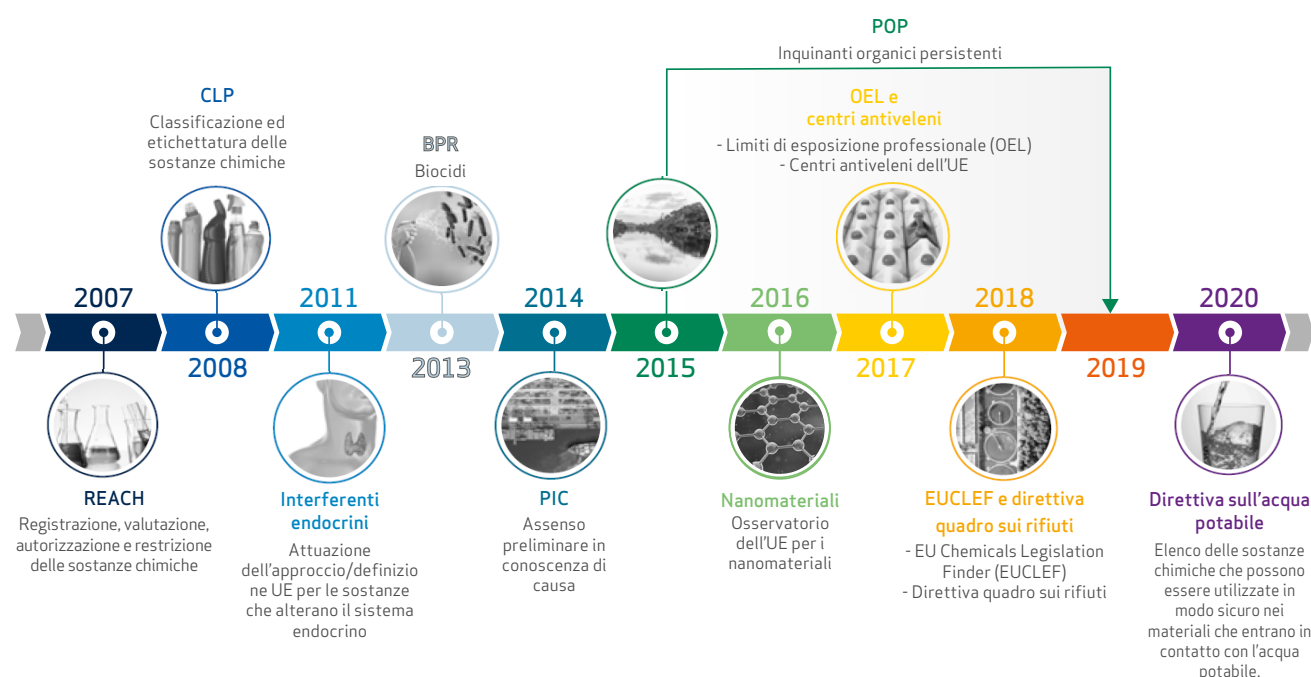 POP
Inquinanti organici persistenti
CLP
Classificazione ed
etichettatura delle
sostanze chimiche
BPR
Biocidi
OEL e
centri antiveleni
- Limiti di esposizione professionale (OEL)
- Centri antiveleni dell'UE
2007
2008
2011
2013
2014
2015
2016
2017
2018
2019
2020
REACH
Registrazione, valutazione,
autorizzazione e restrizione
delle sostanze chimiche
Interferenti
endocrini
Attuazione
dell'approccio/definizio
ne UE per le sostanze
che alterano il sistema
endocrino
PIC
Assenso
preliminare in
conoscenza di
causa
Nanomateriali
Osservatorio
dell'UE per i
nanomateriali
EUCLEF e direttiva
quadro sui rifiuti
- EU Chemicals Legislation
Finder (EUCLEF)
- Direttiva quadro sui rifiuti
Direttiva sull'acqua
potabile
Elenco delle sostanze
chimiche che possono
essere utilizzate in
modo sicuro nei
materiali che entrano in
contatto con l'acqua
potabile.